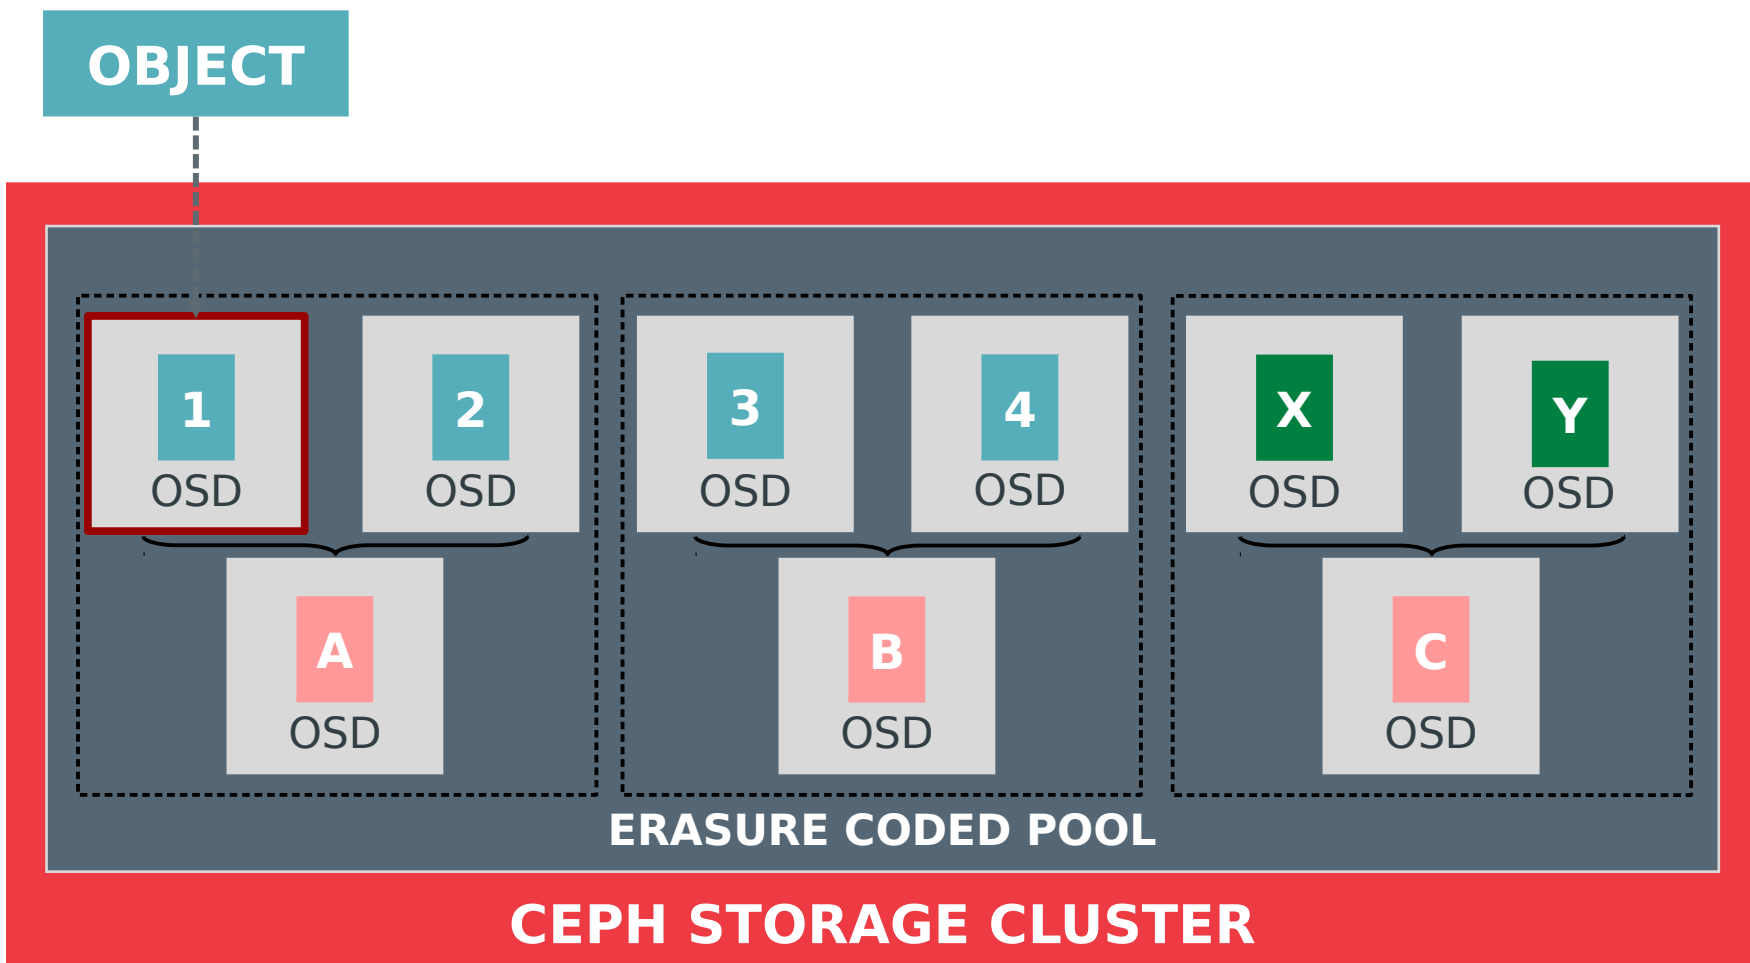 OBJECT
1
OSD
2
OSD
3
OSD
4
OSD
X
OSD
Y
OSD
A
OSD
B
OSD
C
OSD
ERASURE CODED POOL
CEPH STORAGE CLUSTER